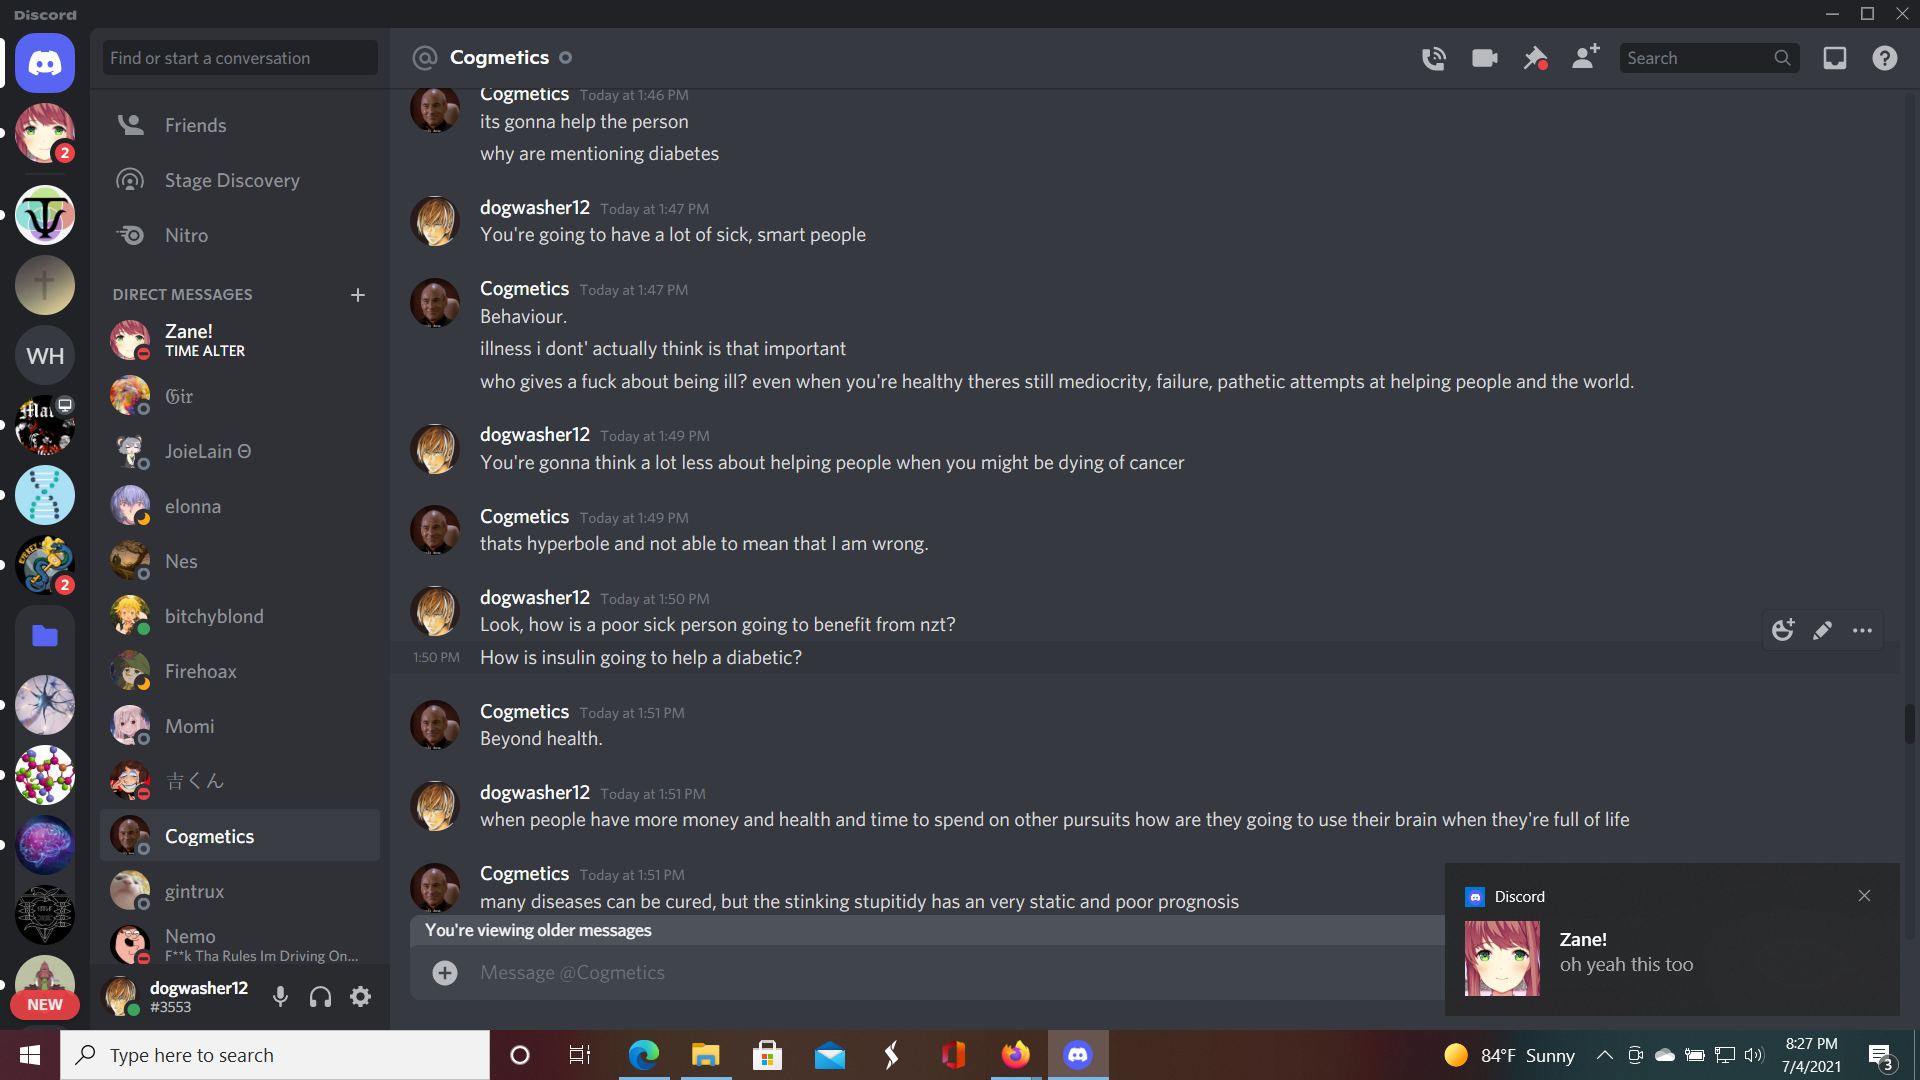 Discord
Find or start a conversation
Cogmetics
Search
Friends
Stage Discovery
Nitro
DIRECT MESSAGES
Zane!
TIME ALTER
𝔊𝔦𝔯
JoieLain Θ
elonna
Nes
bitchyblond
Firehoax
Momi
吉くん
Cogmetics
gintrux
Nemo
F**k Tha Rules Im Driving On...
dogwasher12
#3553
2
WH
2
NEW
Cogmetics Today at 1:46 PM
its gonna help the person
why are mentioning diabetes
dogwasher12 Today at 1:47 PM
You're going to have a lot of sick, smart people
Cogmetics Today at 1:47 PM
Behaviour.
illness i dont' actually think is that important
who gives a fuck about being ill? even when you're healthy theres still mediocrity, failure, pathetic attempts at helping people and the world.
dogwasher12 Today at 1:49 PM
You're gonna think a lot less about helping people when you might be dying of cancer
Cogmetics Today at 1:49 PM
thats hyperbole and not able to mean that I am wrong.
dogwasher12 Today at 1:50 PM
Look, how is a poor sick person going to benefit from nzt?
1:50 PM How is insulin going to help a diabetic?
Cogmetics Today at 1:51 PM
Beyond health.
dogwasher12 Today at 1:51 PM
when people have more money and health and time to spend on other pursuits how are they going to use their brain when they're full of life
Cogmetics Today at 1:51 PM
many diseases can be cured, but the stinking stupitidy has an very static and poor prognosis
You're viewing older messages
Message @Cogmetics
Discord
Zane!
oh yeah this too
Type here to search
84°F Sunny
8:27 PM
7/4/2021
3